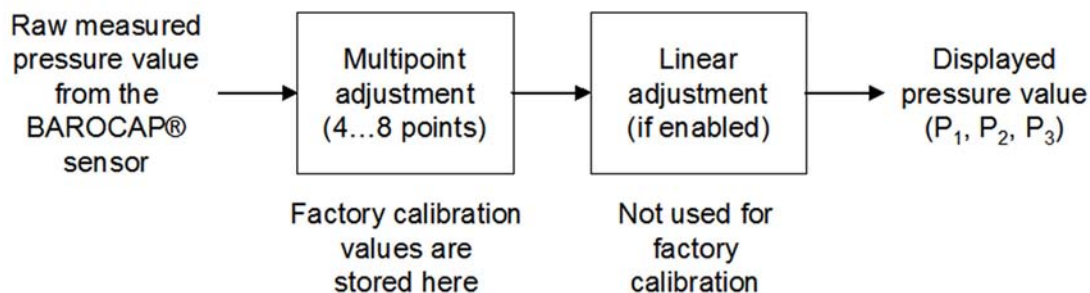 Raw measured
pressure value
from the
BAROCAP®
sensor
Multipoint
adjustment
(4...8 points)
Linear
adjustment
(if enabled)
Displayed
pressure value
(P₁, P₂, P₃)
Factory calibration
values are
stored here
Not used for
factory
calibration